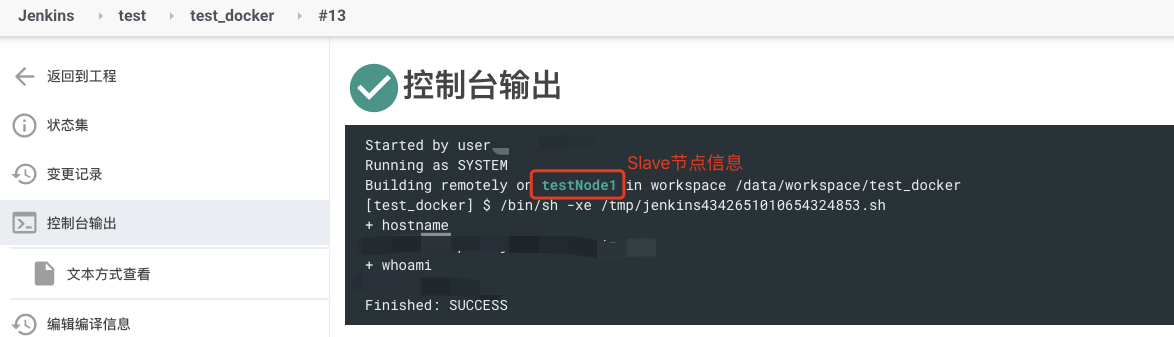 Jenkins › test › test_docker › #13
返回到工程
状态集
变更记录
控制台输出
文本方式查看
编辑编译信息
控制台输出
Started by user
Running as SYSTEM
Slave节点信息
Building remotely on testNode1 in workspace /data/workspace/test_docker
[test_docker] $ /bin/sh -xe /tmp/jenkins4342651010654324853.sh
+ hostname
+ whoami
Finished: SUCCESS